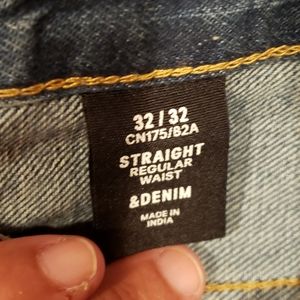 32 / 32
CN175/82A
STRAIGHT
REGULAR
WAIST
&DENIM
MADE IN
INDIA